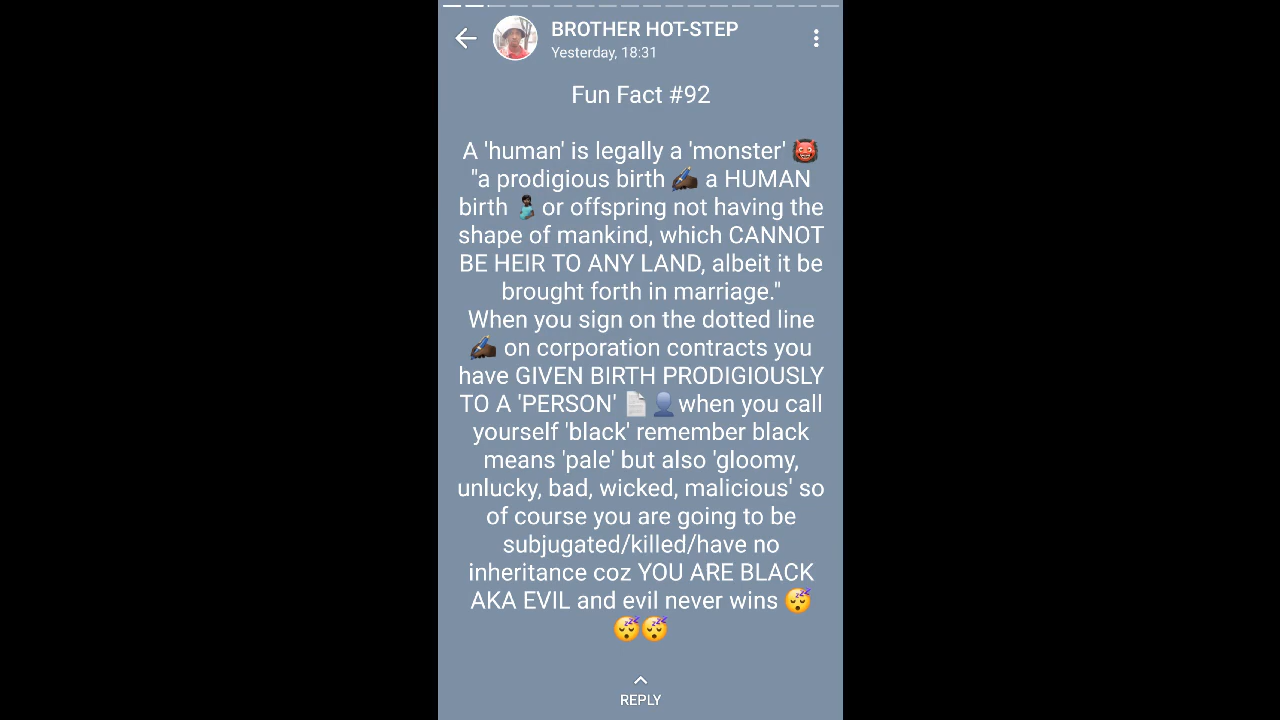 BROTHER HOT-STEP
Yesterday, 18:31
Fun Fact #92
A 'human' is legally a 'monster' 👹
"a prodigious birth ✍🏿 a HUMAN
birth 🤰🏿 or offspring not having the
shape of mankind, which CANNOT
BE HEIR TO ANY LAND, albeit it be
brought forth in marriage."
When you sign on the dotted line
✍🏿 on corporation contracts you
have GIVEN BIRTH PRODIGIOUSLY
TO A 'PERSON' 📄👤when you call
yourself 'black' remember black
means 'pale' but also 'gloomy,
unlucky, bad, wicked, malicious' so
of course you are going to be
subjugated/killed/have no
inheritance coz YOU ARE BLACK
AKA EVIL and evil never wins 😴
😴😴
REPLY